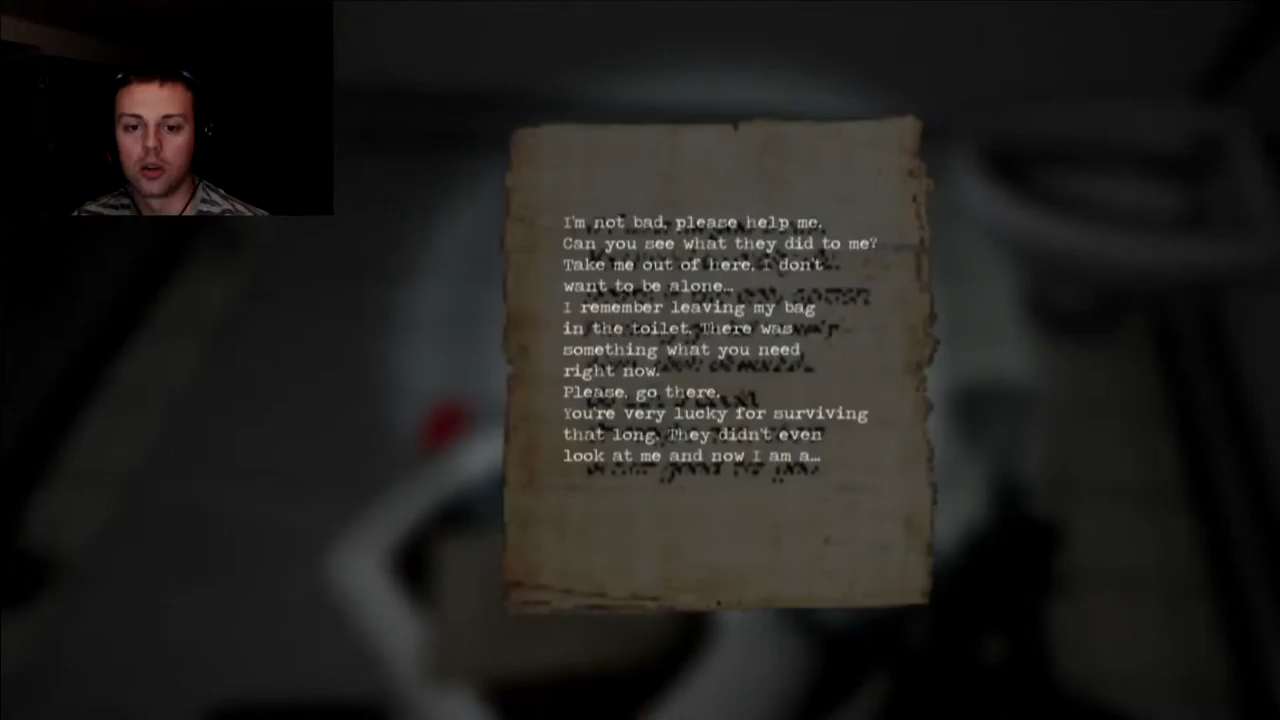 I'm not bad, please help me.
Can you see what they did to me?
Take me out of here, I don't
want to be alone...
I remember leaving my bag
in the toilet. There was
something what you need
right now.
Please, go there.
You're very lucky for surviving
that long. They didn't even
look at me and now I am a...